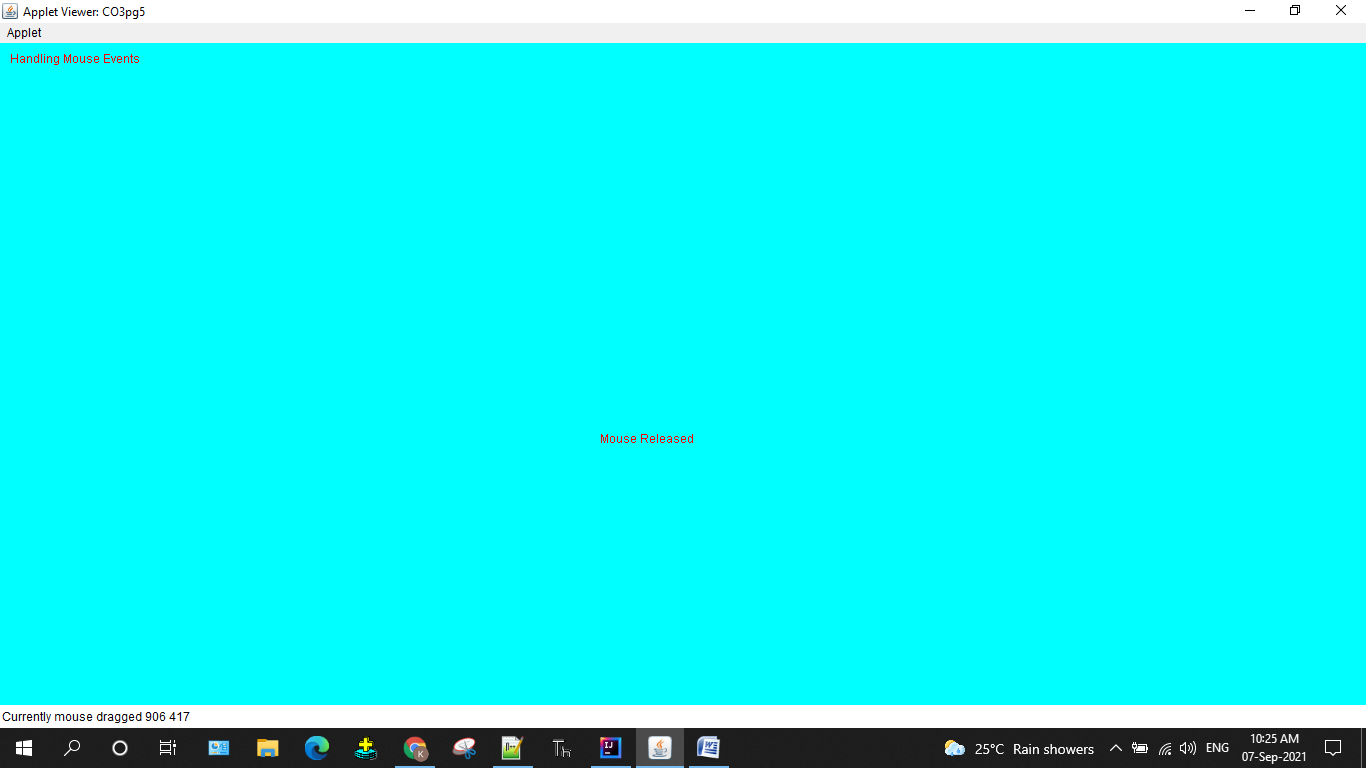 Applet Viewer: CO3pg5
Applet
Handling Mouse Events
Mouse Released
Currently mouse dragged 906 417
25°C Rain showers
ENG
10:25 AM
07-Sep-2021